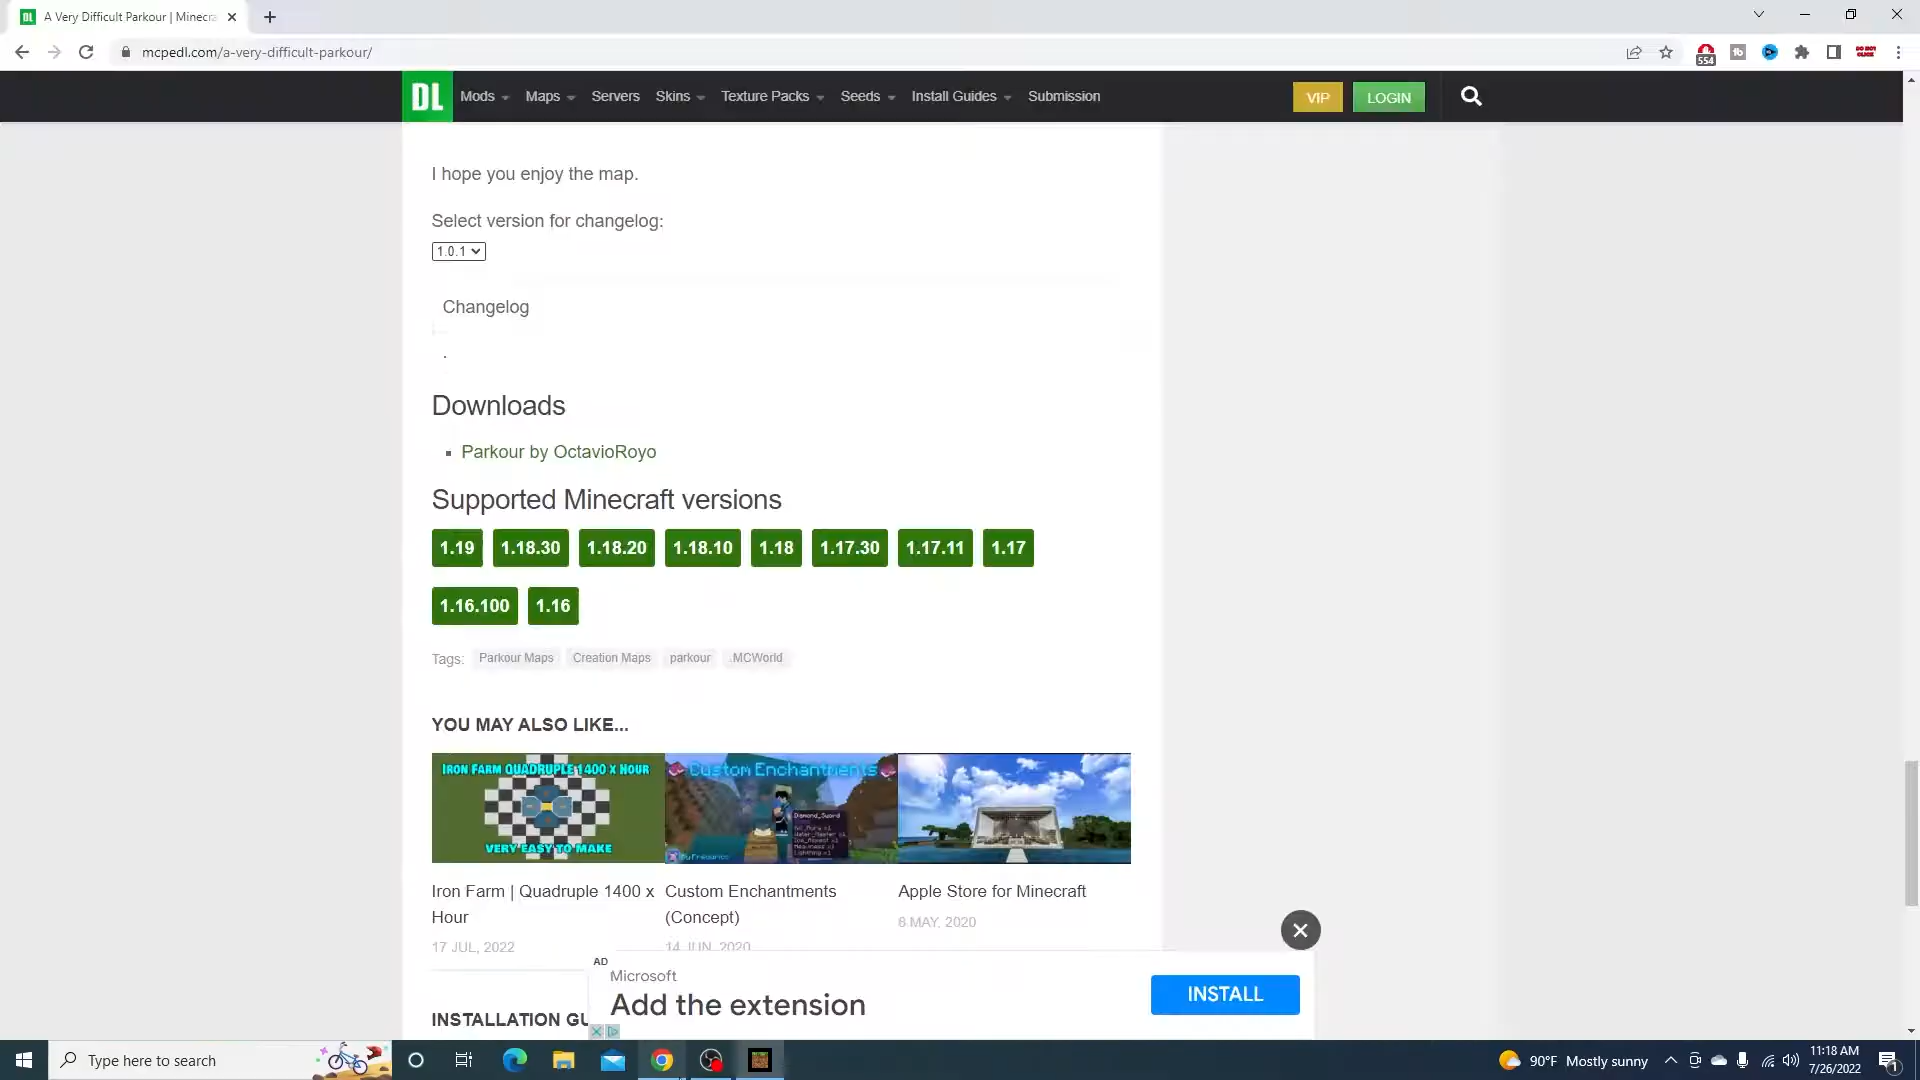 A Very Difficult Parkour | Minecra
mcpedl.com/a-very-difficult-parkour/
554
DO NOT CLICK
DL
Mods
Maps
Servers
Skins
Texture Packs
Seeds
Install Guides
Submission
VIP
LOGIN
I hope you enjoy the map.
Select version for changelog:
1.0.1
Changelog
.
Downloads
Parkour by OctavioRoyo
Supported Minecraft versions
1.19 1.18.30 1.18.20 1.18.10 1.18 1.17.30 1.17.11 1.17
1.16.100 1.16
Tags: Parkour Maps Creation Maps parkour .MCWorld
YOU MAY ALSO LIKE...
IRON FARM QUADRUPLE 1400 X HOUR
VERY EASY TO MAKE
Custom Enchantments
Iron Farm | Quadruple 1400 x
Hour
17 JUL, 2022
Custom Enchantments
(Concept)
14 JUN, 2020
Apple Store for Minecraft
6 MAY, 2020
AD
Microsoft
Add the extension
INSTALL
INSTALLATION GU
Type here to search
90°F Mostly sunny
11:18 AM
7/26/2022
1